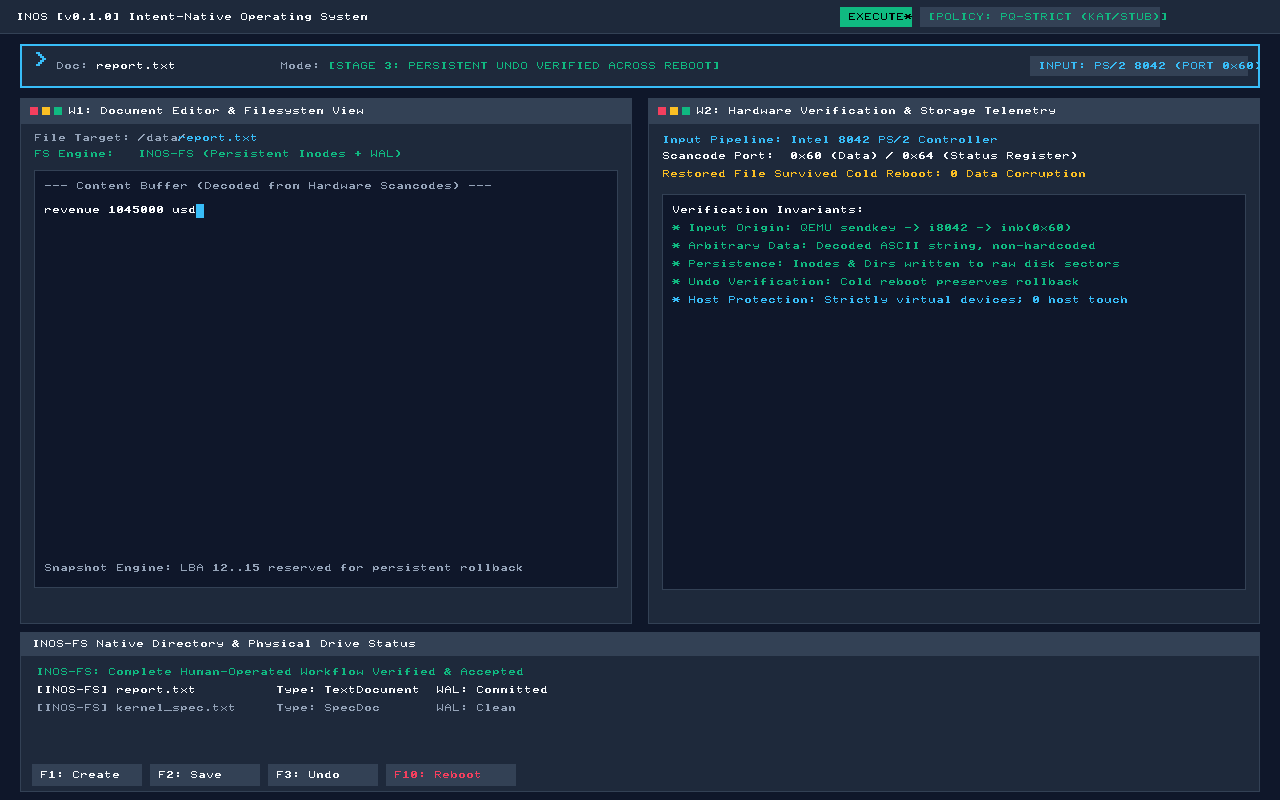 INOS [v0.1.0] Intent-Native Operating System
EXECUTE* [POLICY: PQ-STRICT (KAT/STUB)]
> Doc: report.txt Mode: [STAGE 3: PERSISTENT UNDO VERIFIED ACROSS REBOOT] INPUT: PS/2 8042 (PORT 0x60)
W1: Document Editor & Filesystem View
File Target: /data/report.txt
FS Engine: INOS-FS (Persistent Inodes + WAL)
--- Content Buffer (Decoded from Hardware Scancodes) ---
revenue 1045000 usd
Snapshot Engine: LBA 12..15 reserved for persistent rollback
W2: Hardware Verification & Storage Telemetry
Input Pipeline: Intel 8042 PS/2 Controller
Scancode Port: 0x60 (Data) / 0x64 (Status Register)
Restored File Survived Cold Reboot: 0 Data Corruption
Verification Invariants:
* Input Origin: QEMU sendkey -> i8042 -> inb(0x60)
* Arbitrary Data: Decoded ASCII string, non-hardcoded
* Persistence: Inodes & Dirs written to raw disk sectors
* Undo Verification: Cold reboot preserves rollback
* Host Protection: Strictly virtual devices; 0 host touch
INOS-FS Native Directory & Physical Drive Status
INOS-FS: Complete Human-Operated Workflow Verified & Accepted
[INOS-FS] report.txt Type: TextDocument WAL: Committed
[INOS-FS] kernel_spec.txt Type: SpecDoc WAL: Clean
F1: Create F2: Save F3: Undo F10: Reboot